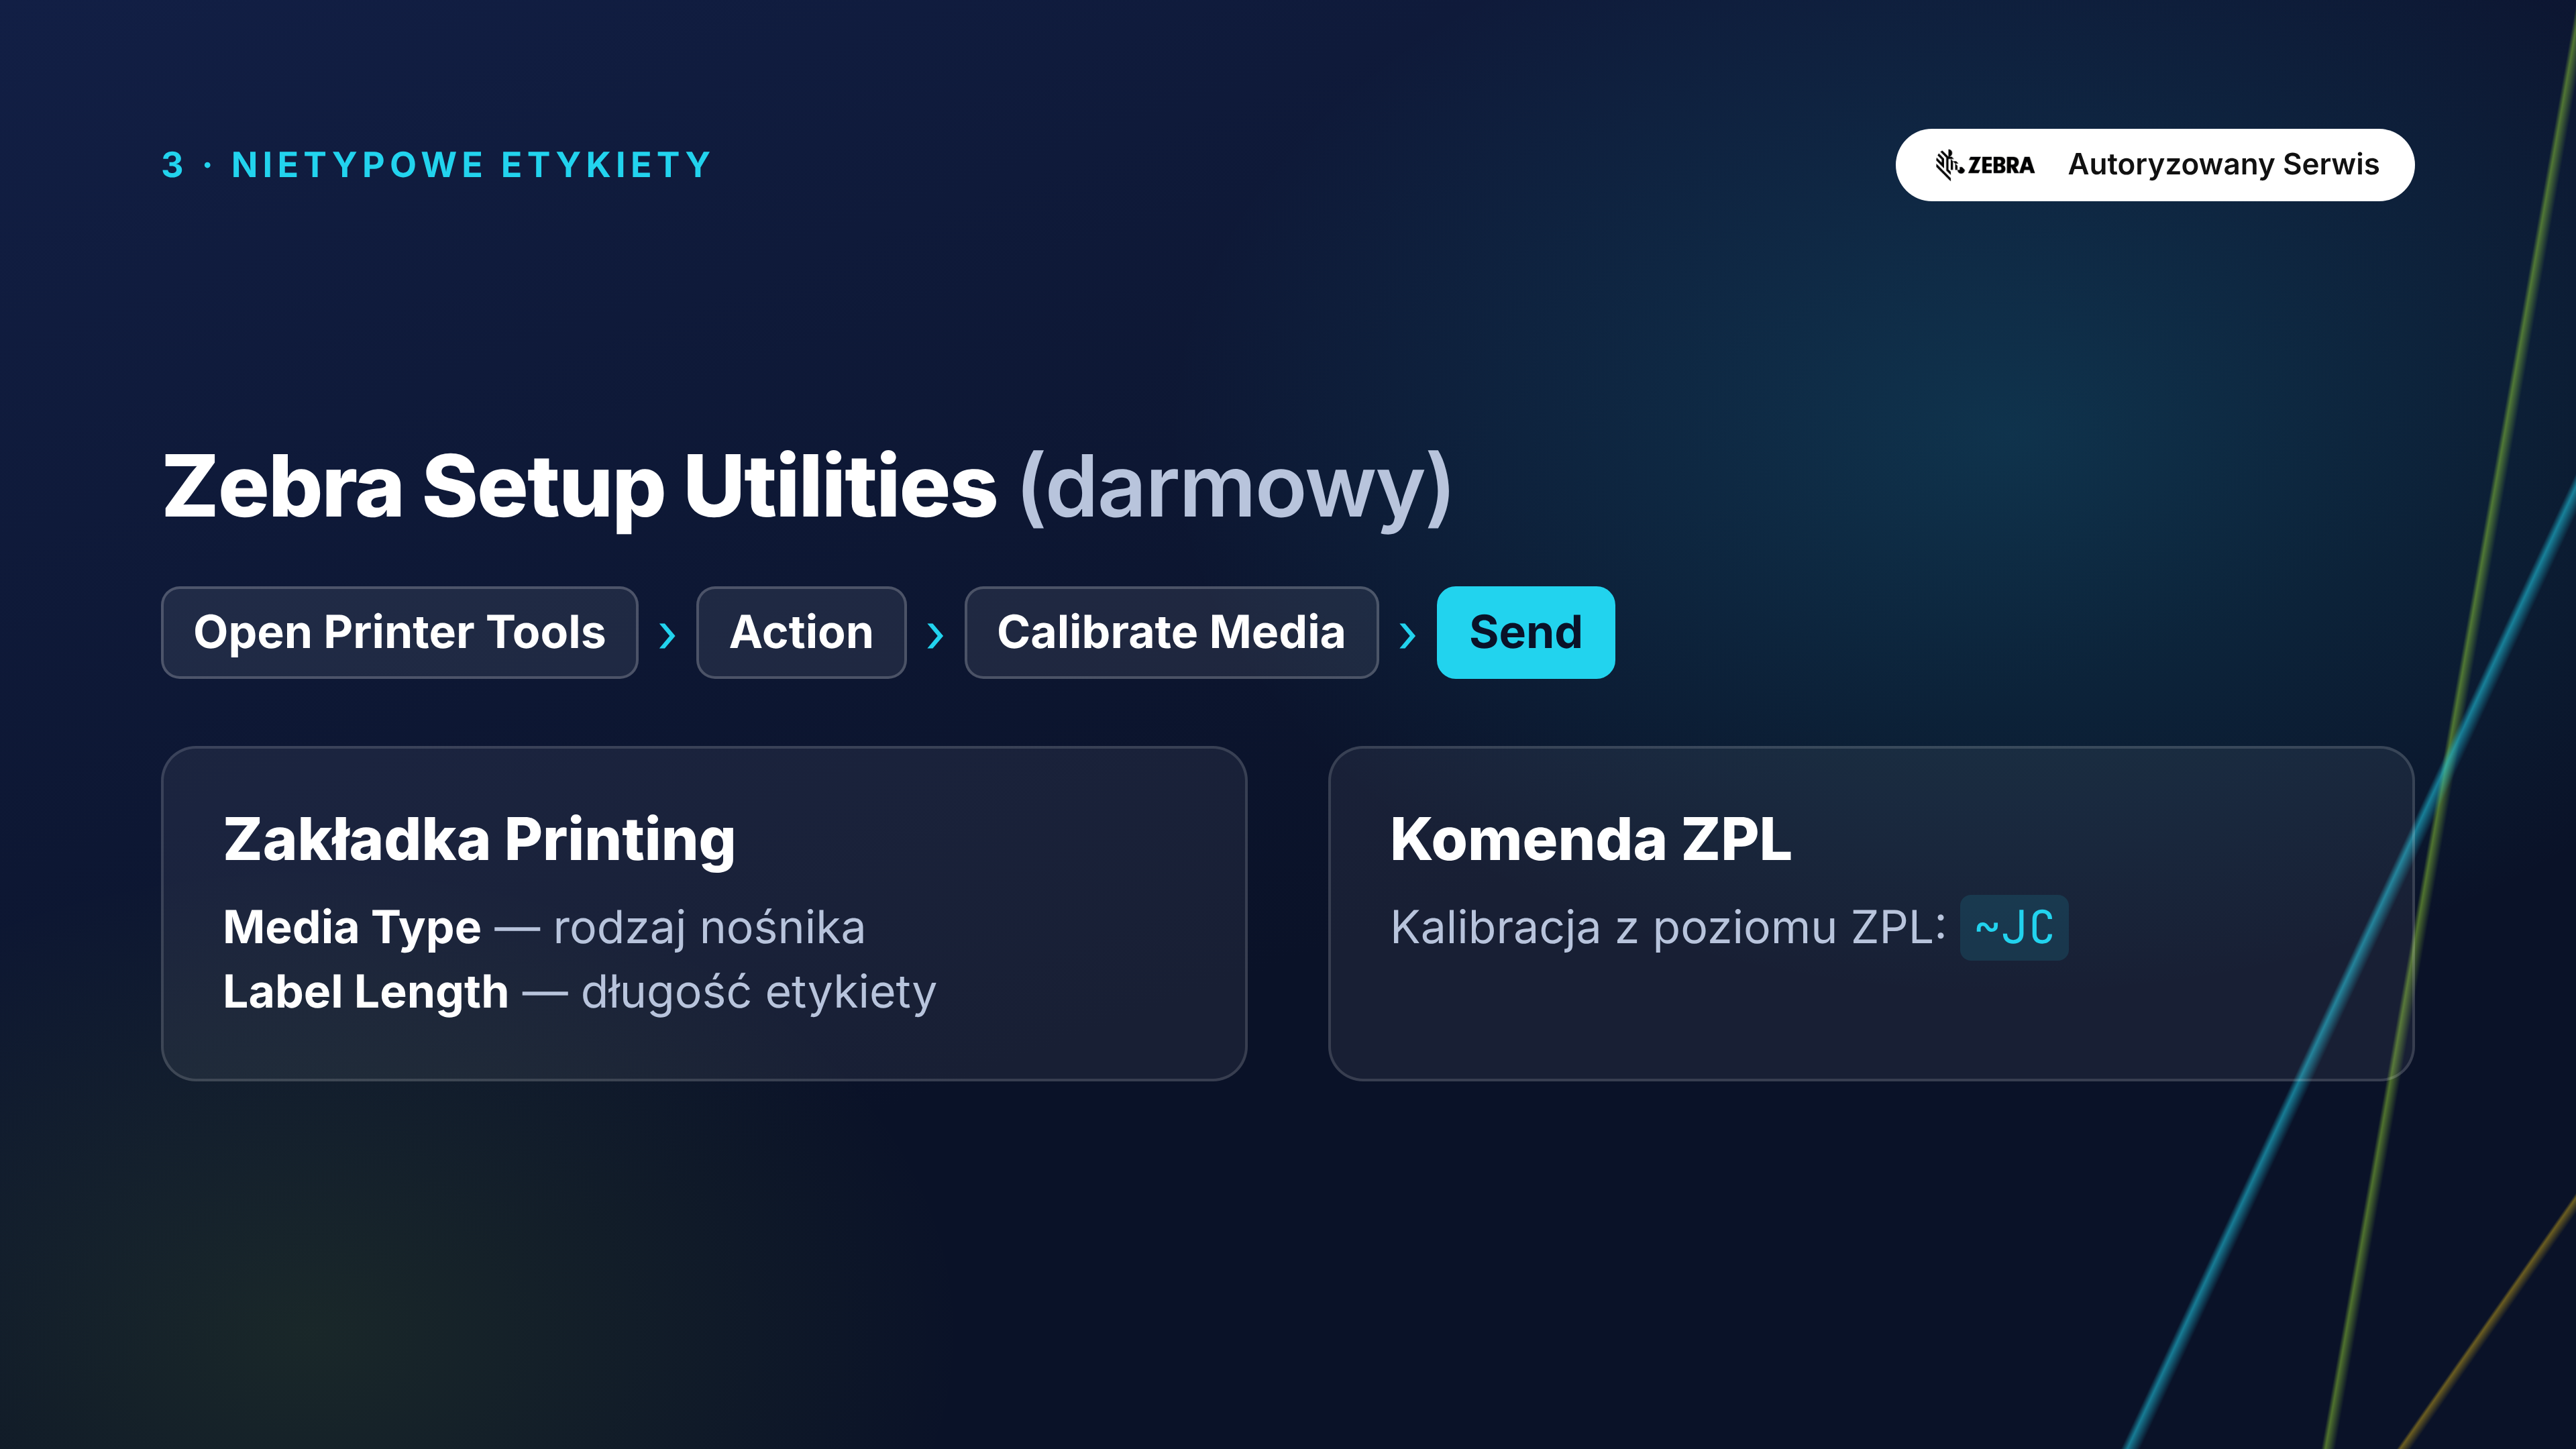 3 · NIETYPOWE ETYKIETY
ZEBRA Autoryzowany Serwis
Zebra Setup Utilities (darmowy)
Open Printer Tools › Action › Calibrate Media › Send
Zakładka Printing
Media Type — rodzaj nośnika
Label Length — długość etykiety
Komenda ZPL
Kalibracja z poziomu ZPL: ~JC